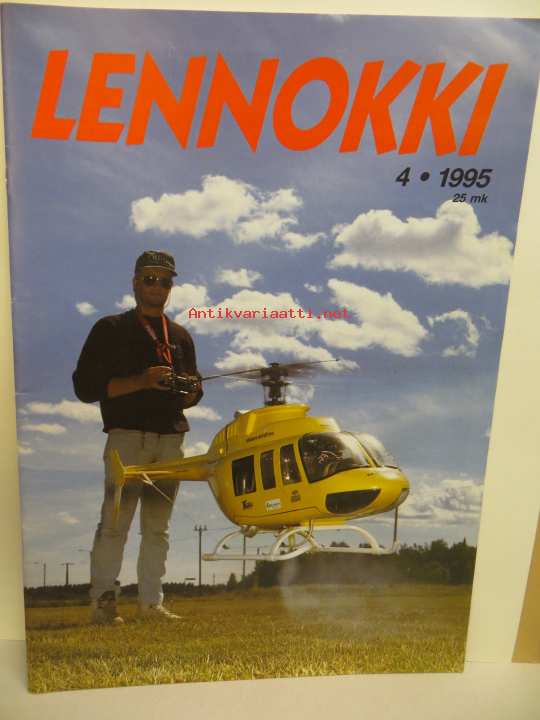 LENNOKKI
4 • 1995
25 mk
Antikvariaatti.net